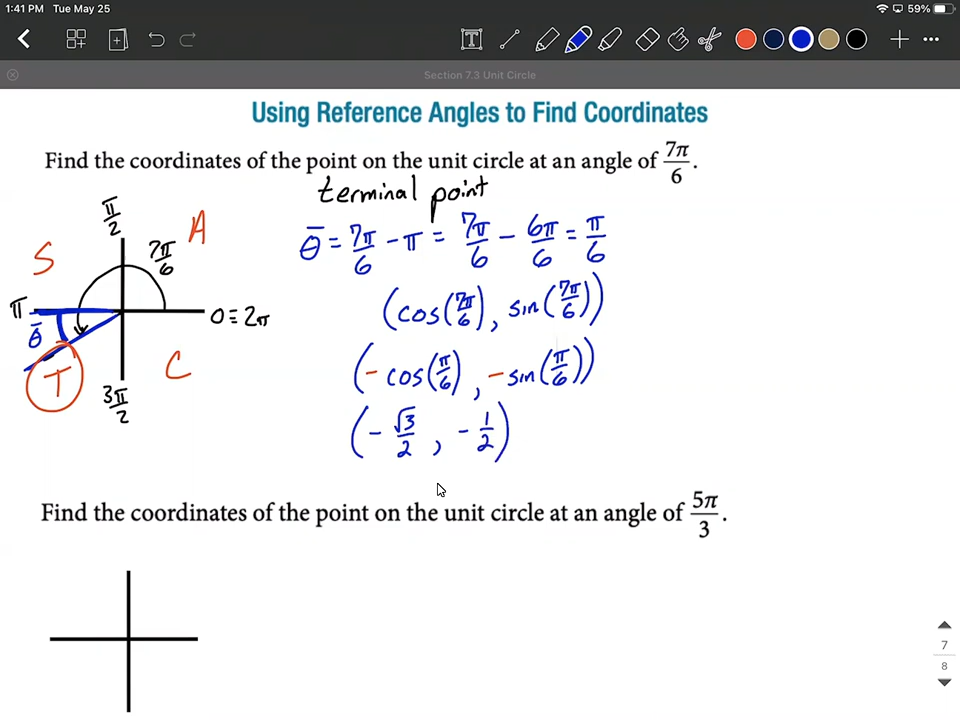 1:41 PM Tue May 25 59%
Section 7.3 Unit Circle
Using Reference Angles to Find Coordinates
Find the coordinates of the point on the unit circle at an angle of 7π/6.
terminal point
π/2
A
S
7π/6
π
0 = 2π
θ̄
T
C
3π/2
θ̄ = 7π/6 - π = 7π/6 - 6π/6 = π/6
(cos(7π/6), sin(7π/6))
(-cos(π/6), -sin(π/6))
(-√3/2, -1/2)
Find the coordinates of the point on the unit circle at an angle of 5π/3.
7
8